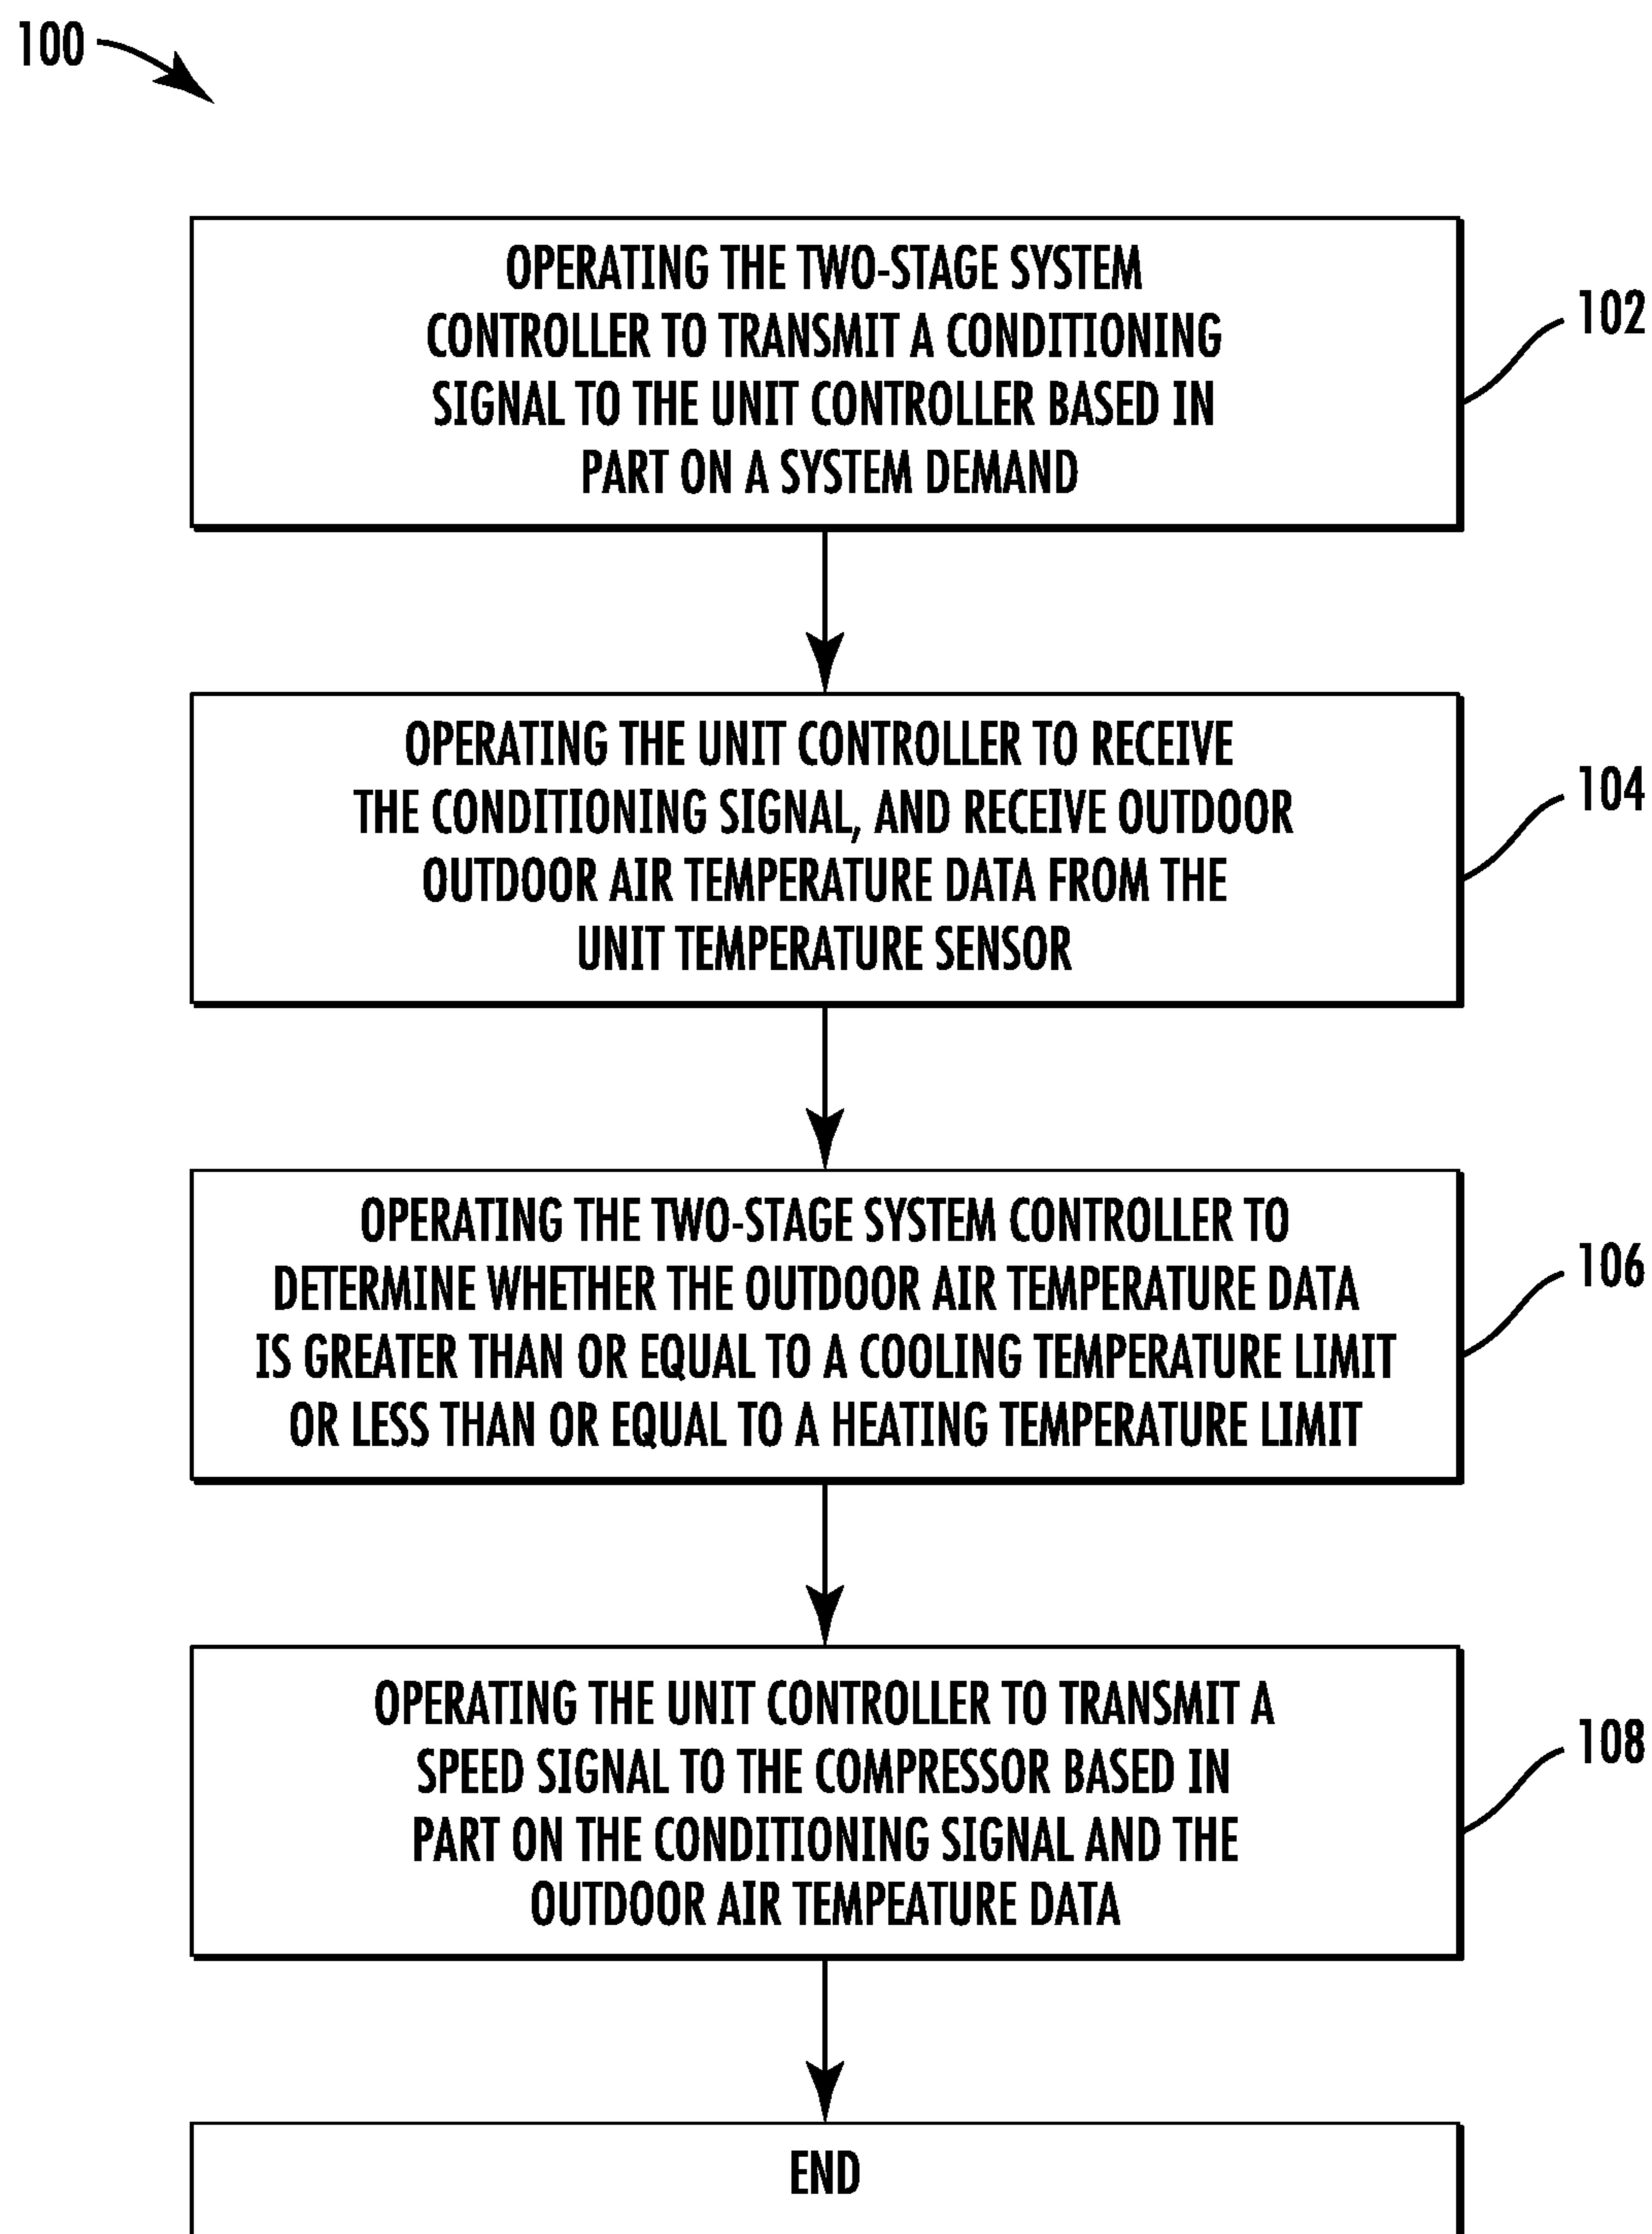 100
OPERATING THE TWO-STAGE SYSTEM
CONTROLLER TO TRANSMIT A CONDITIONING
SIGNAL TO THE UNIT CONTROLLER BASED IN
PART ON A SYSTEM DEMAND
102
OPERATING THE UNIT CONTROLLER TO RECEIVE
THE CONDITIONING SIGNAL, AND RECEIVE OUTDOOR
OUTDOOR AIR TEMPERATURE DATA FROM THE
UNIT TEMPERATURE SENSOR
104
OPERATING THE TWO-STAGE SYSTEM CONTROLLER TO
DETERMINE WHETHER THE OUTDOOR AIR TEMPERATURE DATA
IS GREATER THAN OR EQUAL TO A COOLING TEMPERATURE LIMIT
OR LESS THAN OR EQUAL TO A HEATING TEMPERATURE LIMIT
106
OPERATING THE UNIT CONTROLLER TO TRANSMIT A
SPEED SIGNAL TO THE COMPRESSOR BASED IN
PART ON THE CONDITIONING SIGNAL AND THE
OUTDOOR AIR TEMPEATURE DATA
108
END